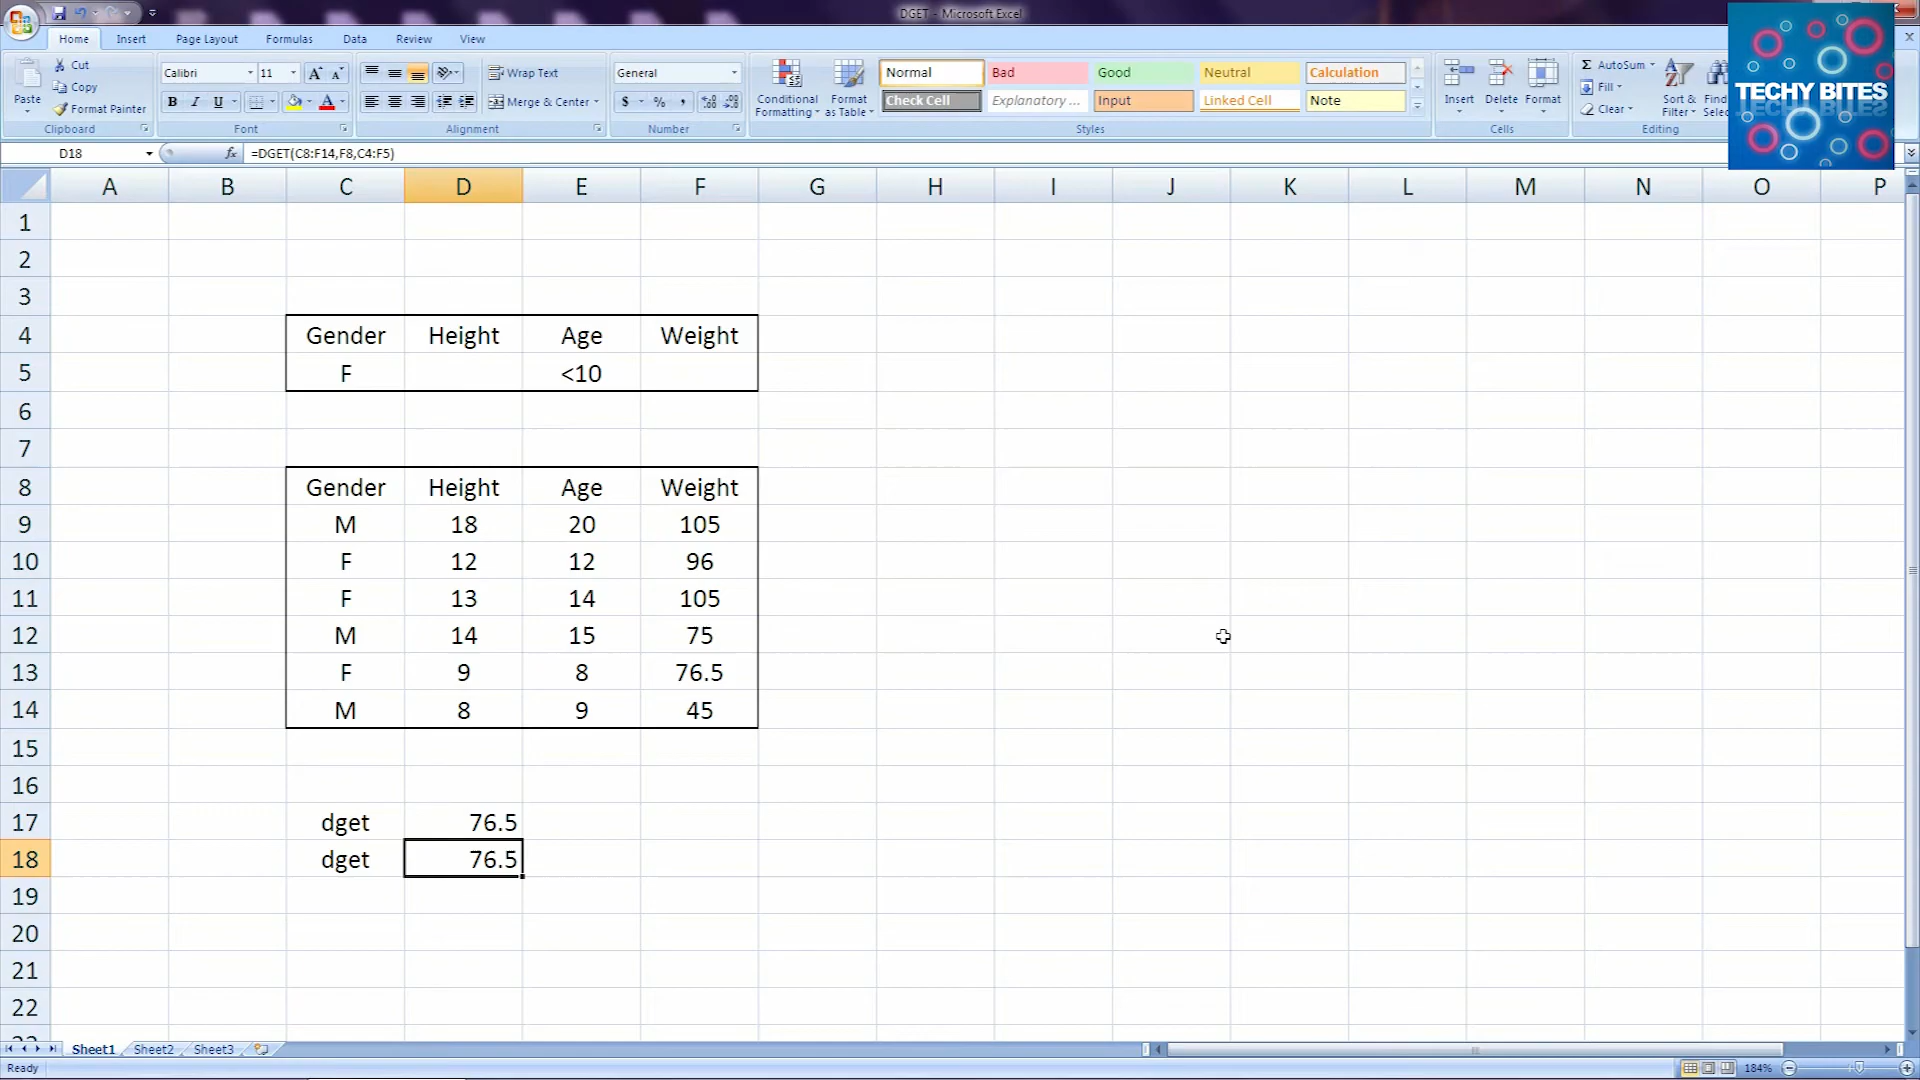 DGET - Microsoft Excel
Home Insert Page Layout Formulas Data Review View
Paste
Cut
Copy
Format Painter
Clipboard
Calibri 11
B I U
Font
Wrap Text
Merge & Center
Alignment
General
$ % ,
Number
Conditional Formatting
Format as Table
Normal Bad Good Neutral Calculation
Check Cell Explanatory ... Input Linked Cell Note
Styles
Insert Delete Format
Cells
Σ AutoSum
Fill
Clear
Sort & Filter
Editing
TECHY BITES
D18 fx =DGET(C8:F14,F8,C4:F5)
A B C D E F G H I J K L M N O P
1
2
3
4 Gender Height Age Weight
5 F <10
6
7
8 Gender Height Age Weight
9 M 18 20 105
10 F 12 12 96
11 F 13 14 105
12 M 14 15 75
13 F 9 8 76.5
14 M 8 9 45
15
16
17 dget 76.5
18 dget 76.5
19
20
21
22
Sheet1 Sheet2 Sheet3
Ready 184%